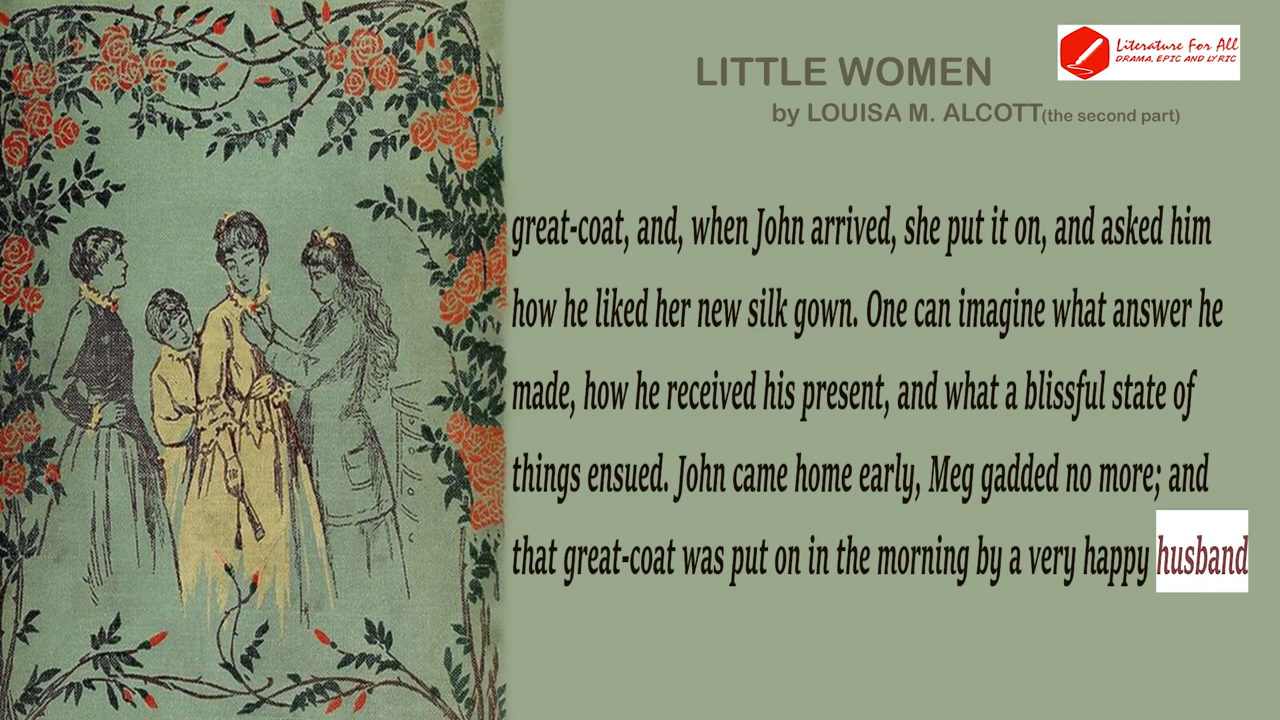 LITTLE WOMEN
by LOUISA M. ALCOTT(the second part)
Literature For All
DRAMA, EPIC AND LYRIC
great-coat, and, when John arrived, she put it on, and asked him
how he liked her new silk gown. One can imagine what answer he
made, how he received his present, and what a blissful state of
things ensued. John came home early, Meg gadded no more; and
that great-coat was put on in the morning by a very happy husband